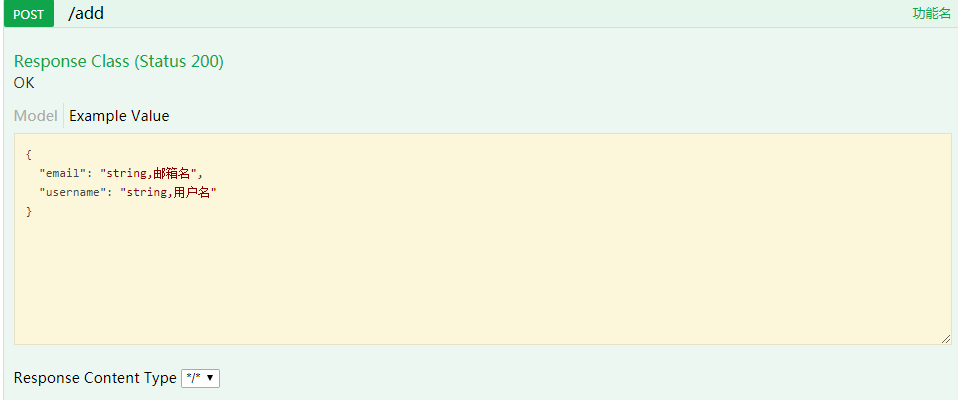 POST /add 功能名
Response Class (Status 200)
OK
Model Example Value
{
"email": "string,邮箱名",
"username": "string,用户名"
}
Response Content Type */*